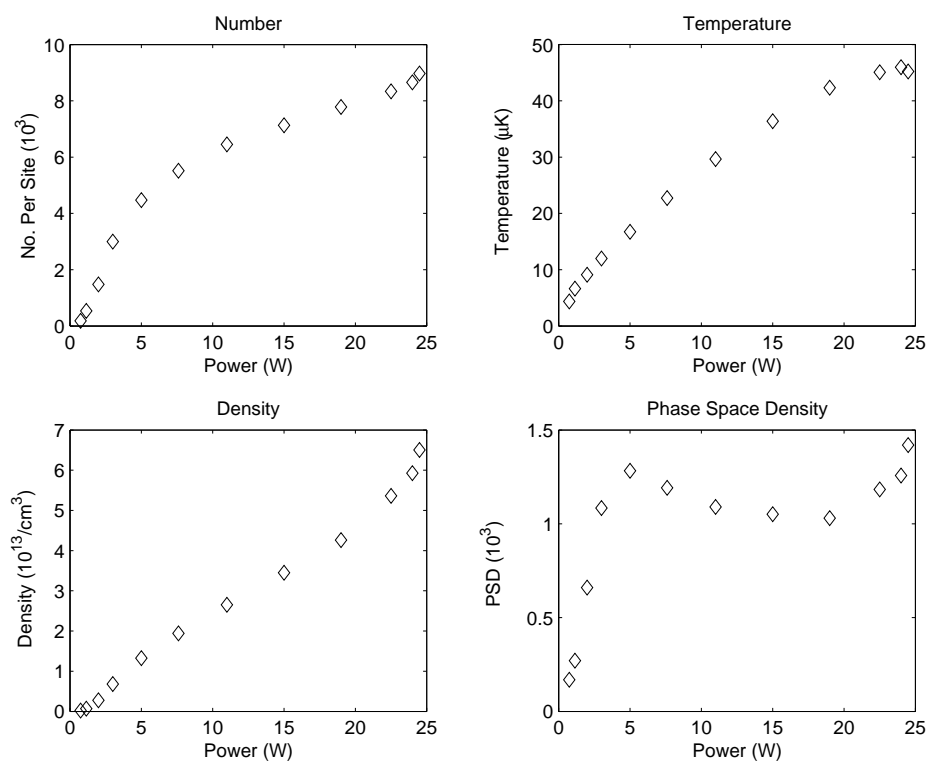 Number
No. Per Site (10³)
10
8
6
4
2
0
0 5 10 15 20 25
Power (W)
Temperature
Temperature (μK)
50
40
30
20
10
0
0 5 10 15 20 25
Power (W)
Density
Density (10¹³/cm³)
7
6
5
4
3
2
1
0
0 5 10 15 20 25
Power (W)
Phase Space Density
PSD (10³)
1.5
1
0.5
0
0 5 10 15 20 25
Power (W)